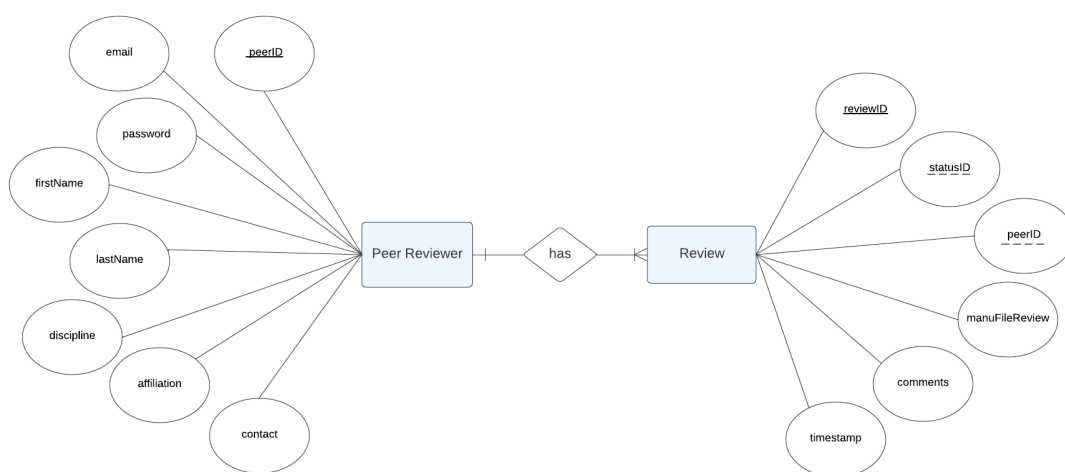 email
peerID
password
firstName
lastName
discipline
affiliation
contact
Peer Reviewer
has
Review
reviewID
statusID
peerID
manuFileReview
comments
timestamp